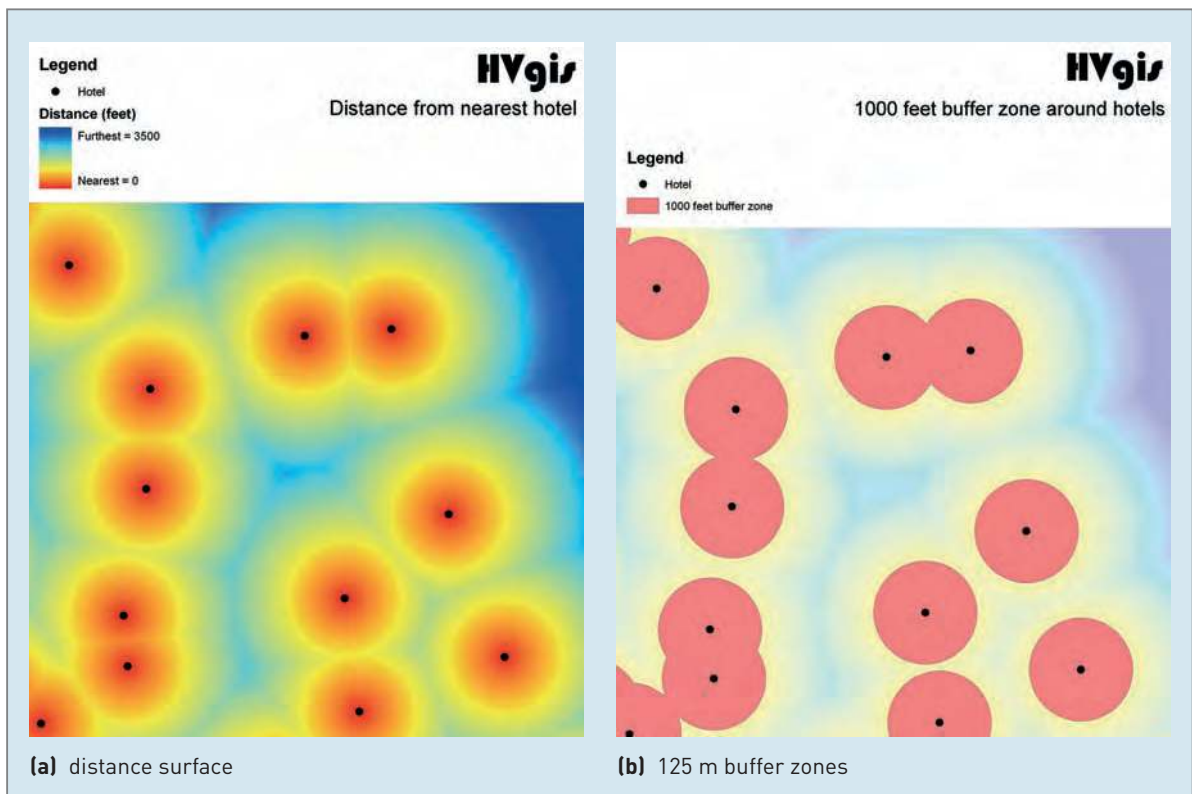 Legend
Hotel
Distance (feet)
Furthest = 3500
Nearest = 0
HVgis
Distance from nearest hotel
(a) distance surface
HVgis
1000 feet buffer zone around hotels
Legend
Hotel
1000 feet buffer zone
(b) 125 m buffer zones